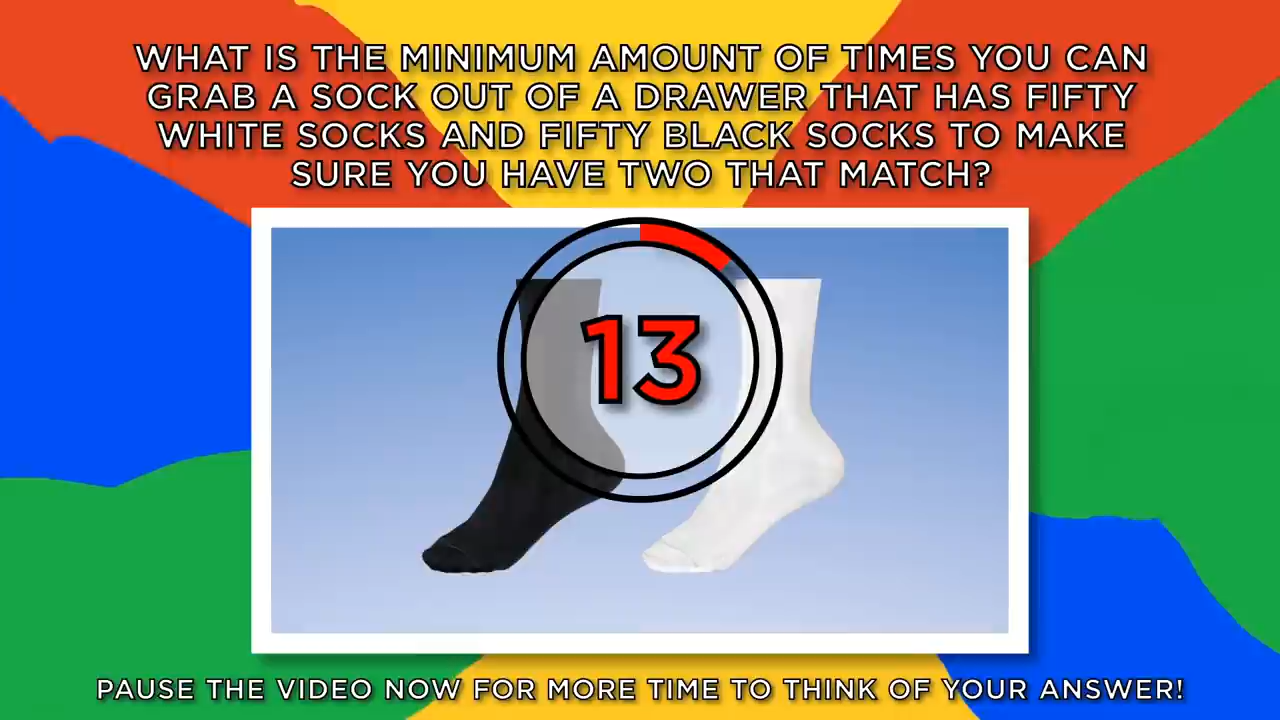 WHAT IS THE MINIMUM AMOUNT OF TIMES YOU CAN
GRAB A SOCK OUT OF A DRAWER THAT HAS FIFTY
WHITE SOCKS AND FIFTY BLACK SOCKS TO MAKE
SURE YOU HAVE TWO THAT MATCH?
13
PAUSE THE VIDEO NOW FOR MORE TIME TO THINK OF YOUR ANSWER!